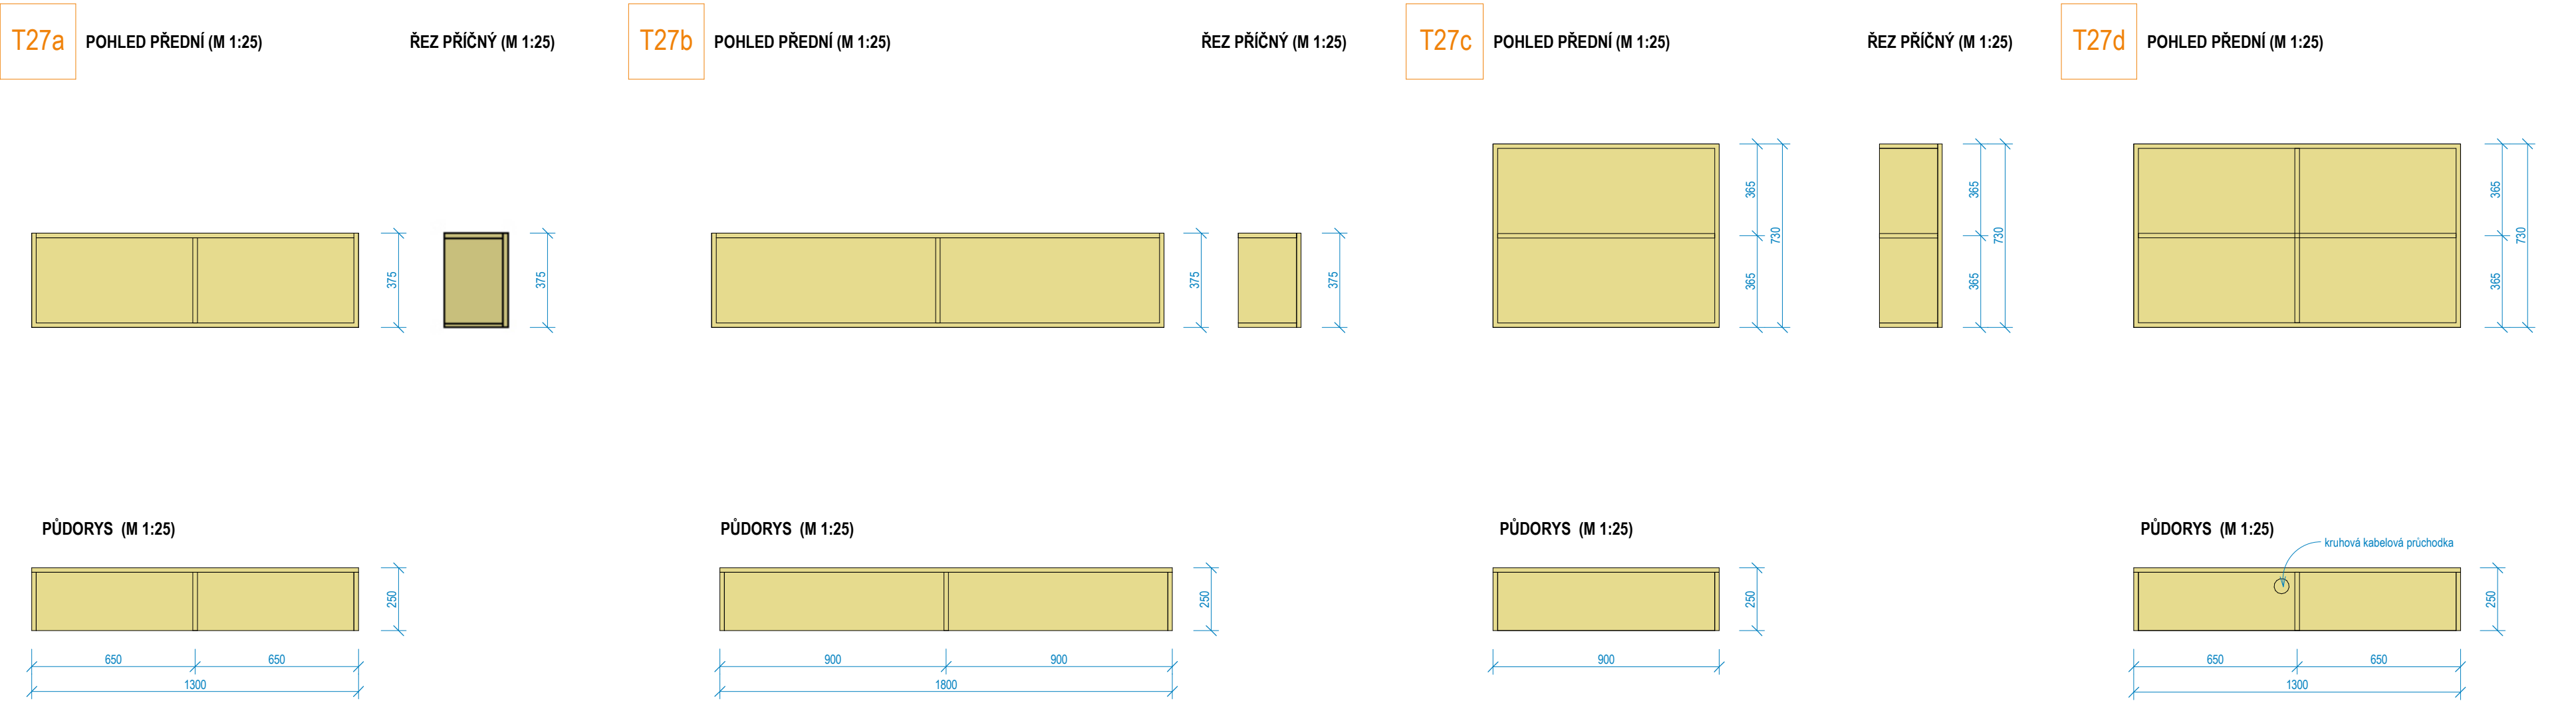 T27a POHLED PŘEDNÍ (M 1:25) ŘEZ PŘÍČNÝ (M 1:25) T27b POHLED PŘEDNÍ (M 1:25) ŘEZ PŘÍČNÝ (M 1:25) T27c POHLED PŘEDNÍ (M 1:25) ŘEZ PŘÍČNÝ (M 1:25) T27d POHLED PŘEDNÍ (M 1:25)
375
375
375
375
365
365
730
365
365
730
365
365
730
PŮDORYS (M 1:25) PŮDORYS (M 1:25) PŮDORYS (M 1:25) PŮDORYS (M 1:25)
kruhová kabelová průchodka
250 250 250 250
650 650 900 900 900 650 650
1300 1800 1300